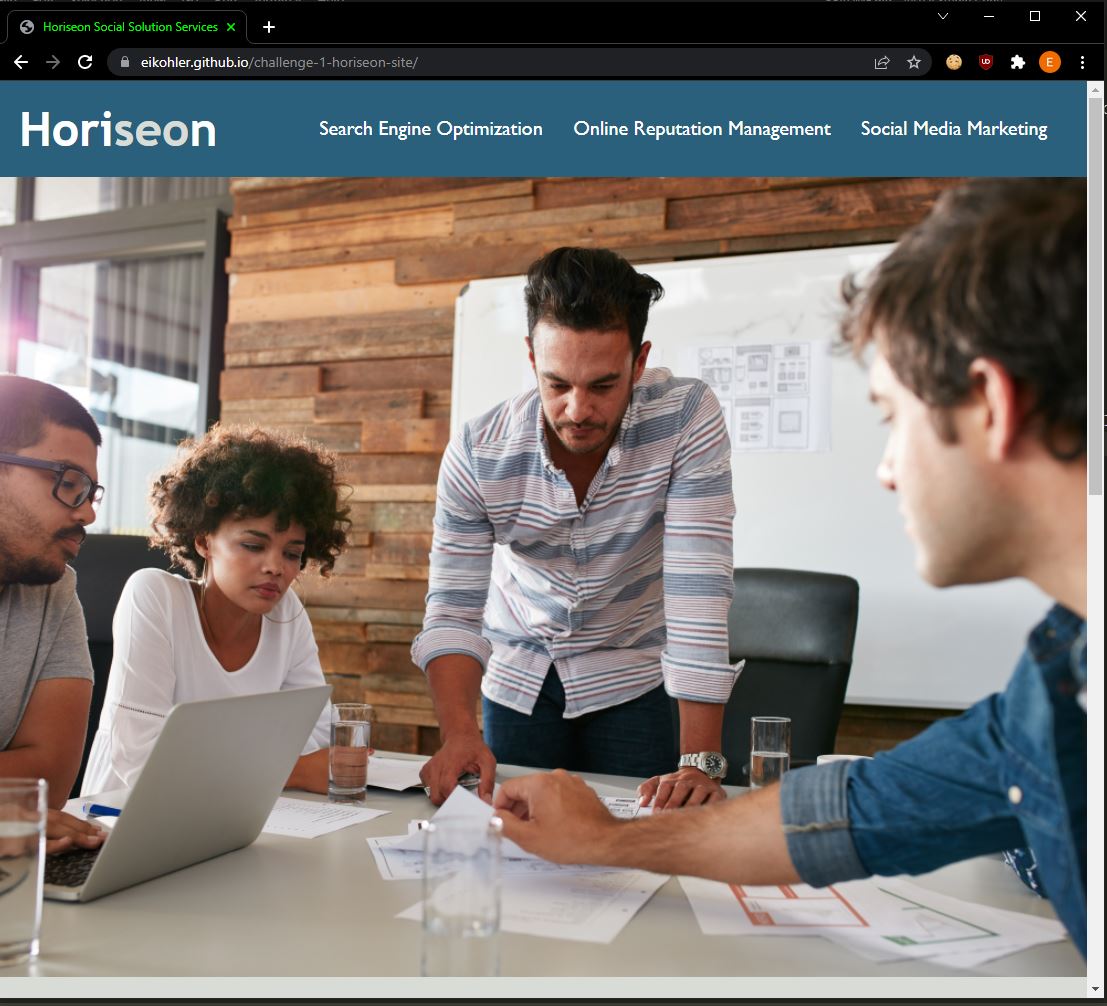 Horiseon Social Solution Services
eikohler.github.io/challenge-1-horiseon-site/
E
Horiseon
Search Engine Optimization Online Reputation Management Social Media Marketing